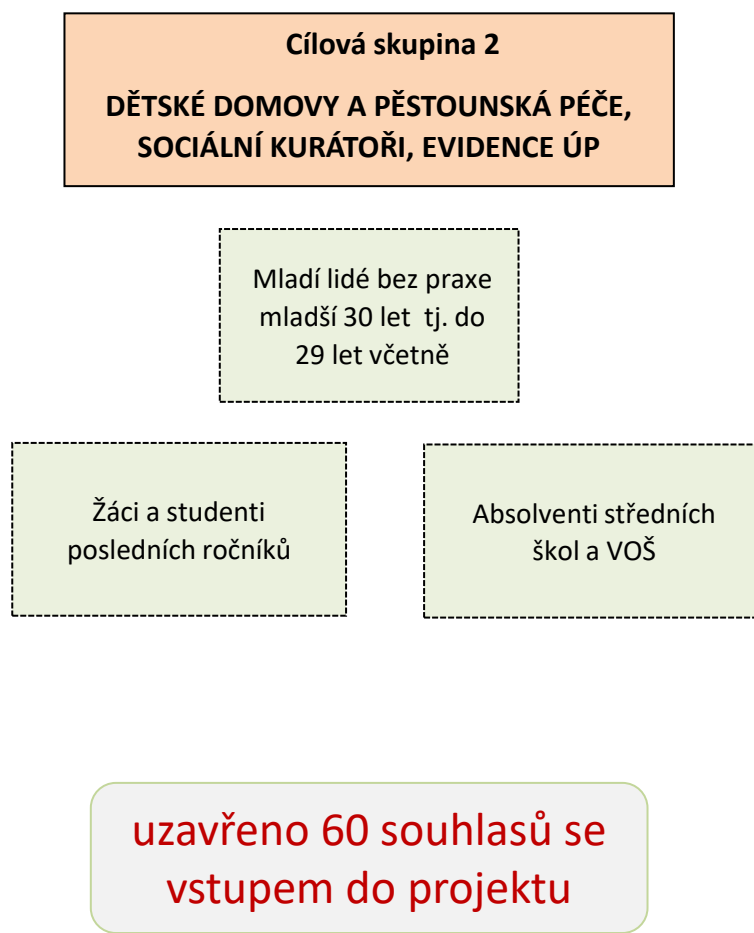 Cílová skupina 2
DĚTSKÉ DOMOVY A PĚSTOUNSKÁ PÉČE,
SOCIÁLNÍ KURÁTOŘI, EVIDENCE ÚP
Mladí lidé bez praxe
mladší 30 let  tj. do
29 let včetně
Žáci a studenti
posledních ročníků
Absolventi středních
škol a VOŠ
uzavřeno 60 souhlasů se
vstupem do projektu